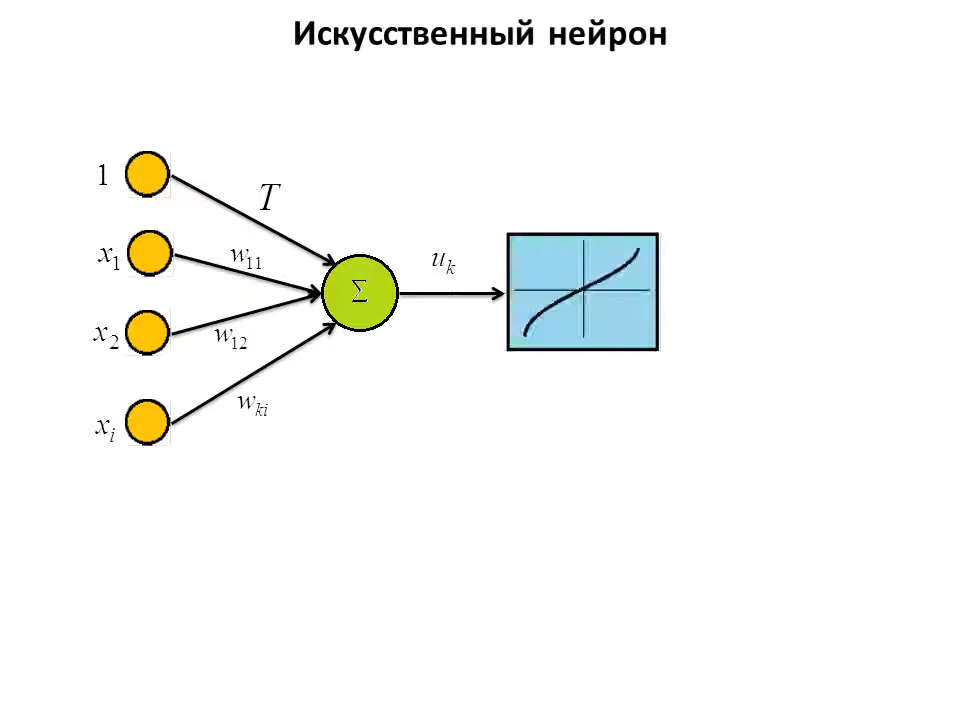 Искусственный нейрон
1
T
x₁
w₁₁
uₖ
Σ
x₂
w₁₂
wₖᵢ
xᵢ